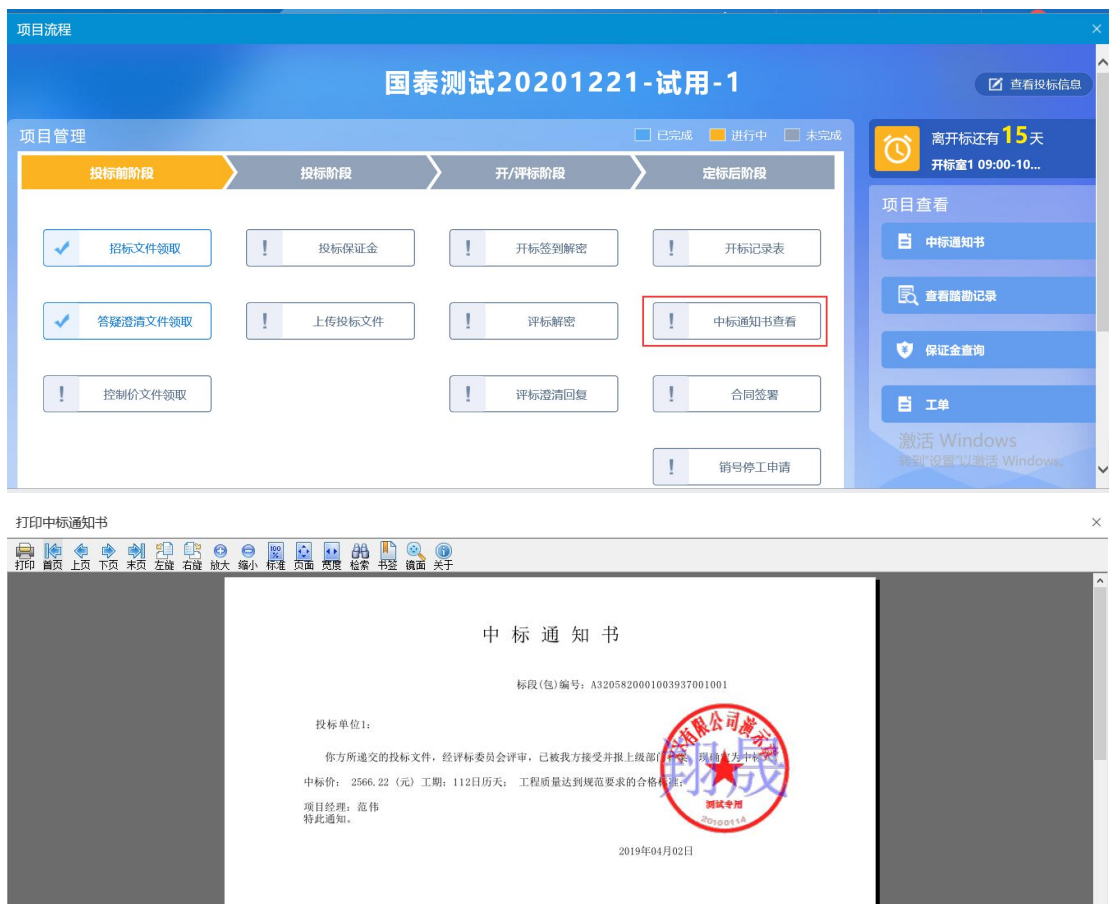 项目流程
国泰测试20201221-试用-1
查看投标信息
项目管理
已完成 进行中 未完成
离开标还有15天
开标室1 09:00-10...
投标前阶段 投标阶段 开/评标阶段 定标后阶段
项目查看
招标文件领取 投标保证金 开标签到解密 开标记录表
中标通知书
答疑澄清文件领取 上传投标文件 评标解密 中标通知书查看
查看踏勘记录
保证金查询
控制价文件领取 评标澄清回复 合同签署
工单
激活 Windows
转到"设置"以激活 Windows。
销号停工申请
打印中标通知书
打印 首页 上页 下页 末页 左旋 右旋 放大 缩小 标准 页面 宽度 检索 书签 镜面 关于
中标通知书
标段(包)编号：A3205820001003937001001
投标单位1：
你方所递交的投标文件，经评标委员会评审，已被我方接受并报上级部门
中标价： 2566.22（元）工期：112日历天； 工程质量达到规范要求的合格标准；
项目经理：范伟
特此通知。
有限公司演示
翔晟
测试专用
20100114
2019年04月02日